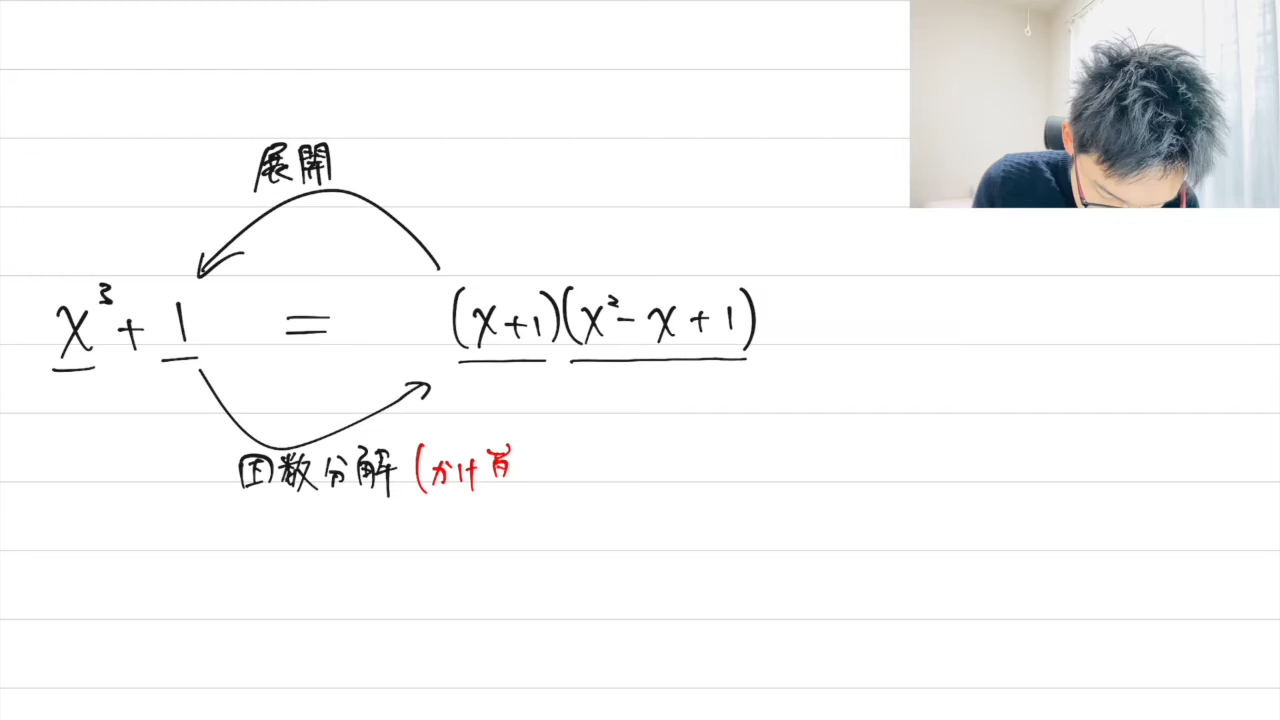 展開
x³ + 1 = (x+1)(x² - x + 1)
因数分解 (かけ